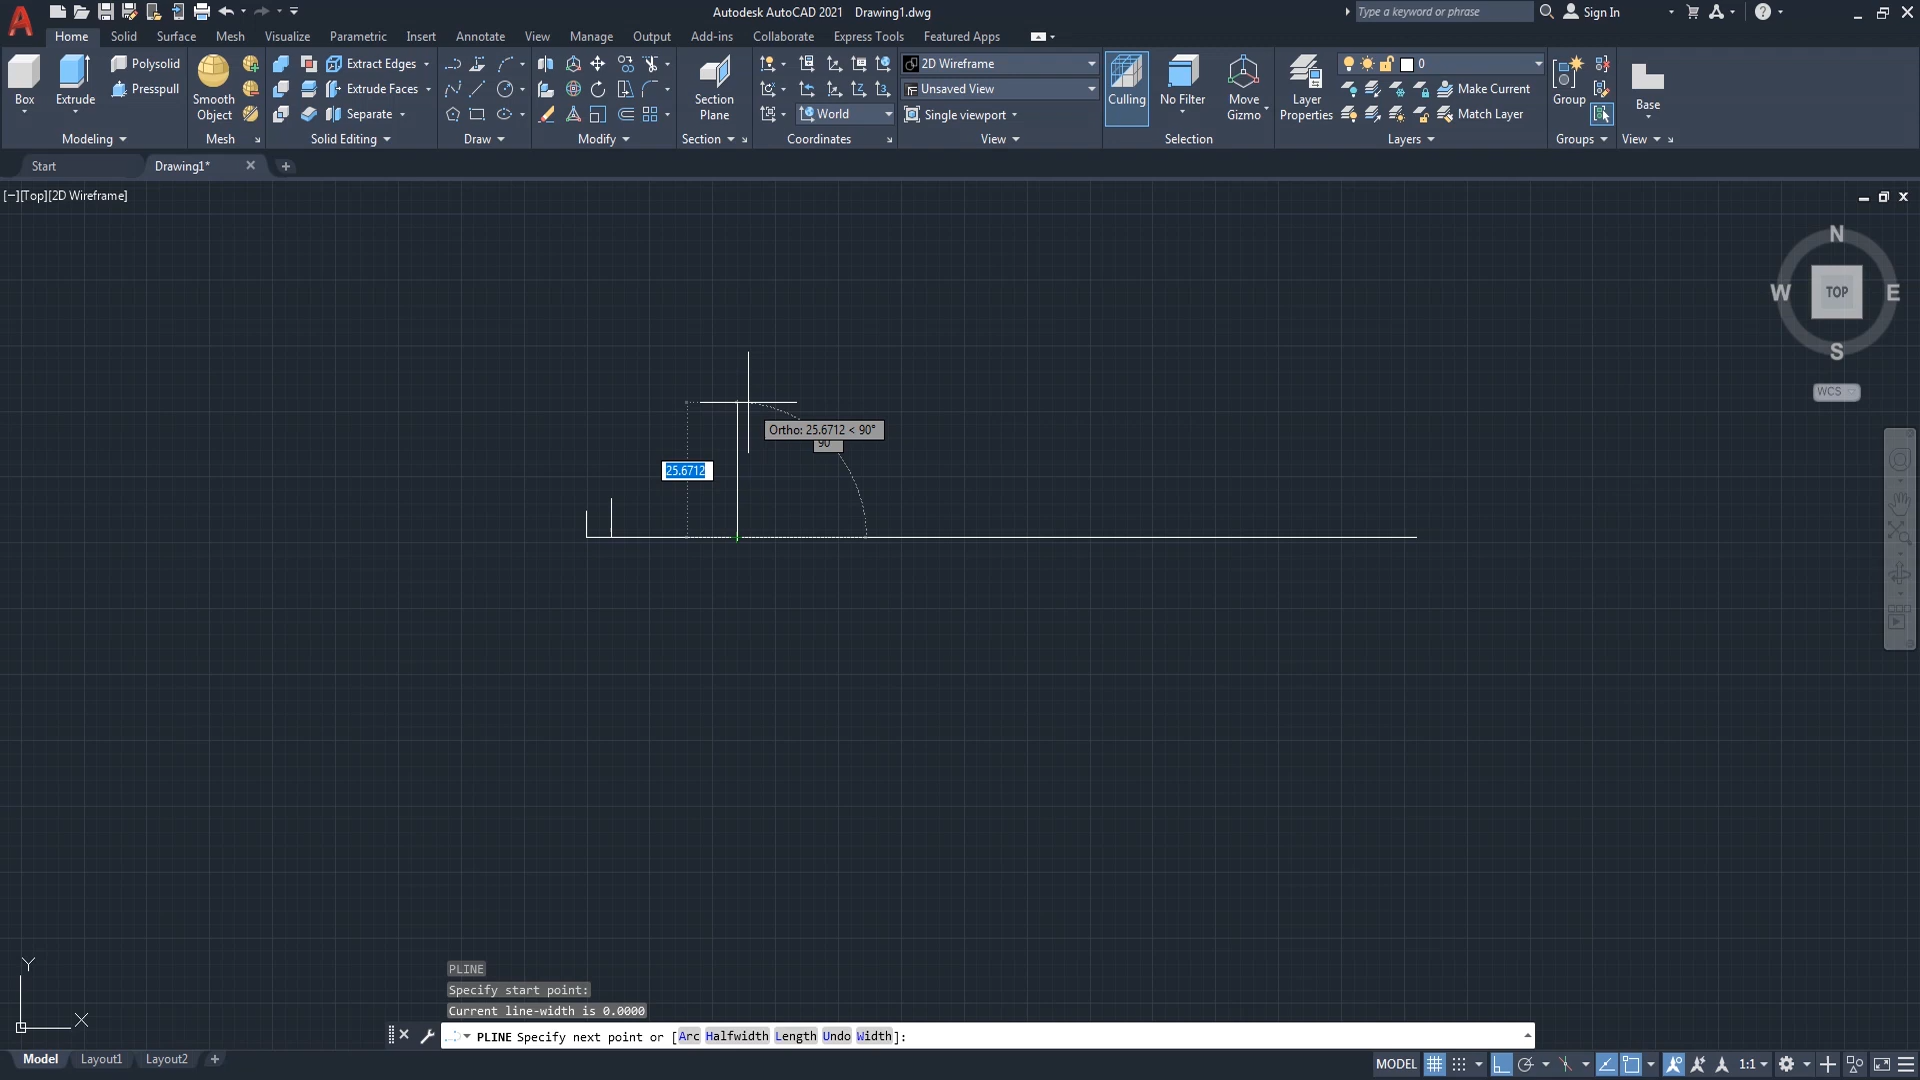 Autodesk AutoCAD 2021 Drawing1.dwg
Type a keyword or phrase
Sign In
Home Solid Surface Mesh Visualize Parametric Insert Annotate View Manage Output Add-ins Collaborate Express Tools Featured Apps
Box
Extrude
Polysolid
Presspull
Modeling
Smooth
Object
Mesh
Extract Edges
Extrude Faces
Separate
Solid Editing
Draw
Modify
Section
Plane
Section
World
Coordinates
2D Wireframe
Unsaved View
Single viewport
View
Culling
No Filter
Move
Gizmo
Selection
Layer
Properties
0
Make Current
Match Layer
Layers
Group
Groups
Base
View
Start
Drawing1*
[−][Top][2D Wireframe]
N
W
TOP
E
S
WCS
Ortho: 25.6712 < 90°
90
25.6712
Y
X
PLINE
Specify start point:
Current line-width is 0.0000
PLINE Specify next point or [Arc Halfwidth Length Undo Width]:
Model Layout1 Layout2
MODEL
1:1